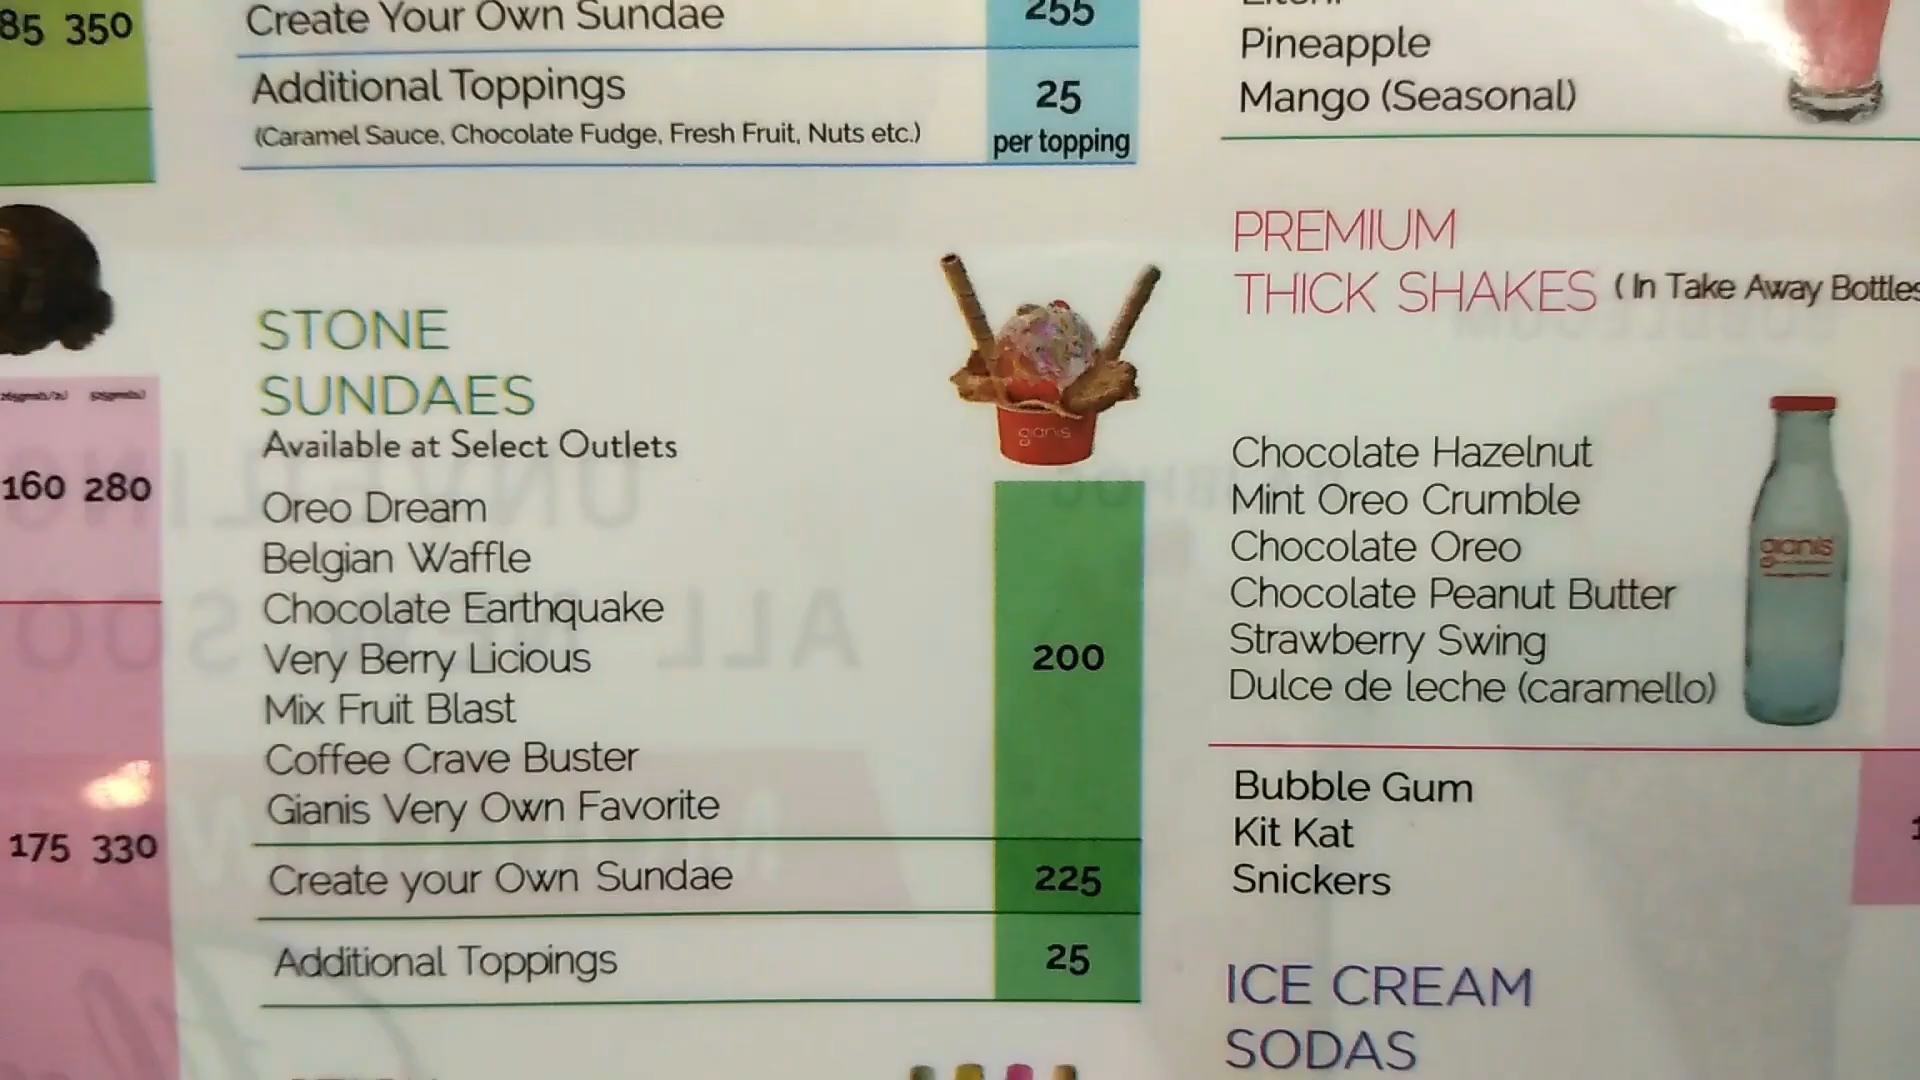 85 350
160 280
175 330
Create Your Own Sundae 255
Additional Toppings 25
(Caramel Sauce, Chocolate Fudge, Fresh Fruit, Nuts etc.) per topping
STONE
SUNDAES
Available at Select Outlets
gianis
Oreo Dream
Belgian Waffle
Chocolate Earthquake
Very Berry Licious 200
Mix Fruit Blast
Coffee Crave Buster
Gianis Very Own Favorite
Create your Own Sundae 225
Additional Toppings 25
Pineapple
Mango (Seasonal)
PREMIUM
THICK SHAKES (In Take Away Bottles
Chocolate Hazelnut
Mint Oreo Crumble
Chocolate Oreo
Chocolate Peanut Butter
Strawberry Swing
Dulce de leche (caramello)
gianis
Bubble Gum
Kit Kat
Snickers
ICE CREAM
SODAS